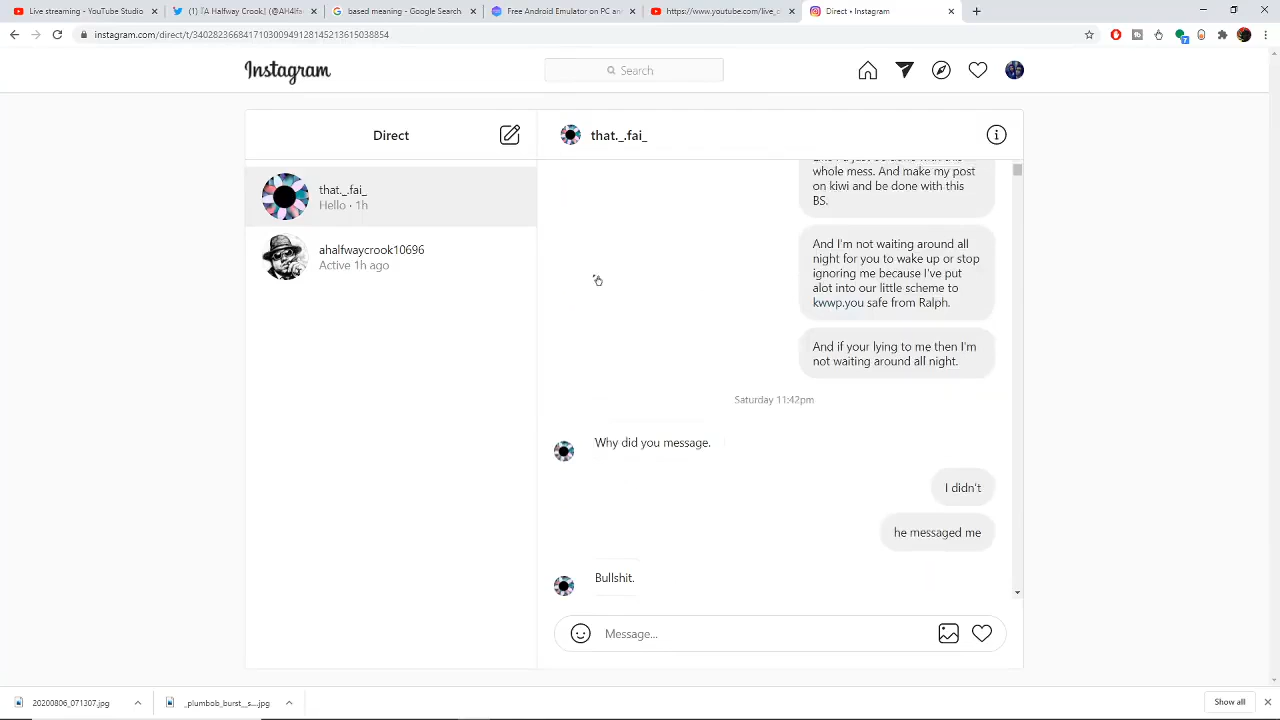 Live streaming - YouTube Studio
(1) [TA Halfway Crook] (@AH4lf
based meaning - Google Search
Free Android Emulator on PC and
https://www.youtube.com/live_c
Direct • Instagram
instagram.com/direct/t/340282366841710300949128145213615038854
Instagram
Search
Direct
that._.fai_
that._.fai_
Hello · 1h
ahalfwaycrook10696
Active 1h ago
whole mess. And make my post
on kiwi and be done with this
BS.
And I'm not waiting around all
night for you to wake up or stop
ignoring me because I've put
alot into our little scheme to
kwwp.you safe from Ralph.
And if your lying to me then I'm
not waiting around all night.
Saturday 11:42pm
Why did you message.
I didn't
he messaged me
Bullshit.
Message...
20200806_071307.jpg
_plumbob_burst__s....jpg
Show all